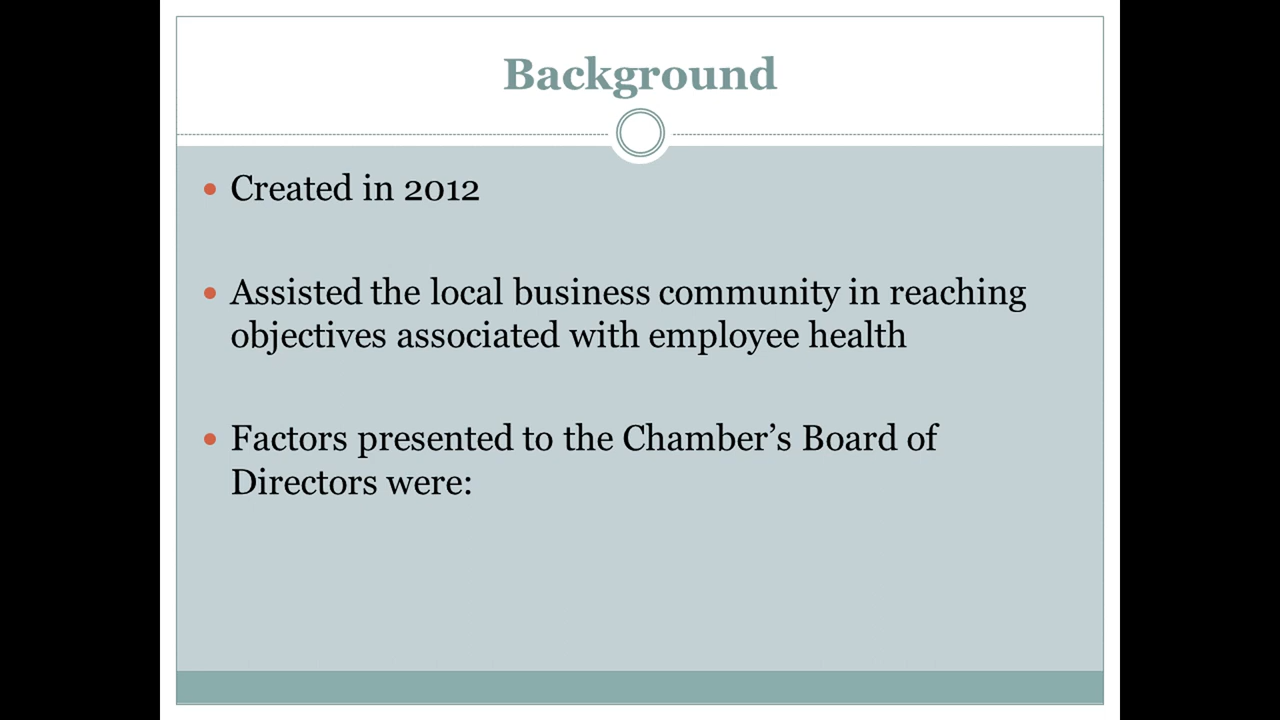 Background
• Created in 2012
• Assisted the local business community in reaching
objectives associated with employee health
• Factors presented to the Chamber’s Board of
Directors were: